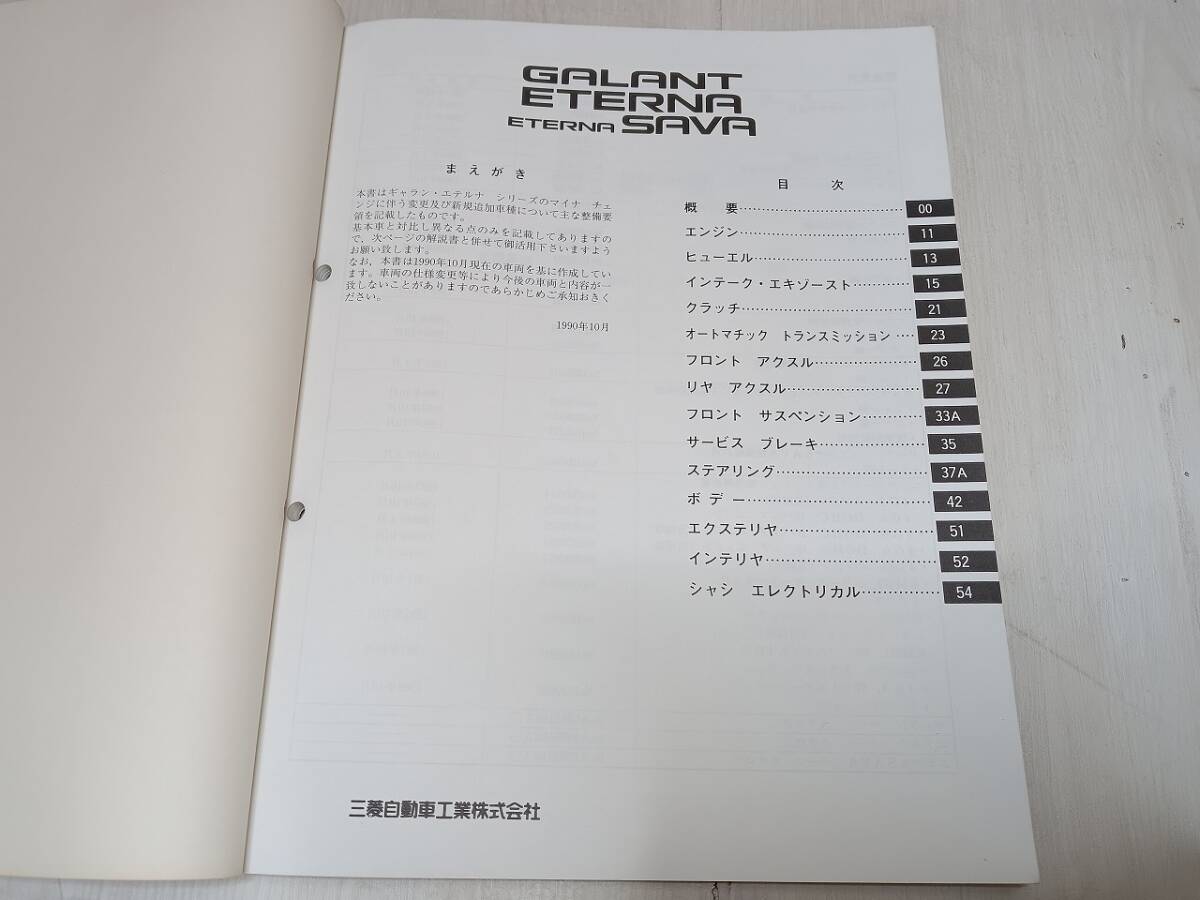 GALANT
ETERNA
ETERNA SAVA
まえがき
本書はギャラン・エテルナ シリーズのマイナ チェ
ンジに伴う変更及び新規追加車種について主な整備要
領を記載したものです。
基本車と対比し異なる点のみを記載してありますの
で、次ページの解説書と併せて御活用下さいますよう
お願い致します。
なお、本書は1990年10月現在の車両を基に作成してい
ます。車両の仕様変更等により今後の車両と内容が一
致しないことがありますのであらかじめご承知おきく
ださい。
1990年10月
目 次
概 要 00
エンジン 11
ヒューエル 13
インテーク・エキゾースト 15
クラッチ 21
オートマチック トランスミッション 23
フロント アクスル 26
リヤ アクスル 27
フロント サスペンション 33A
サービス ブレーキ 35
ステアリング 37A
ボデー 42
エクステリヤ 51
インテリヤ 52
シャシ エレクトリカル 54
三菱自動車工業株式会社